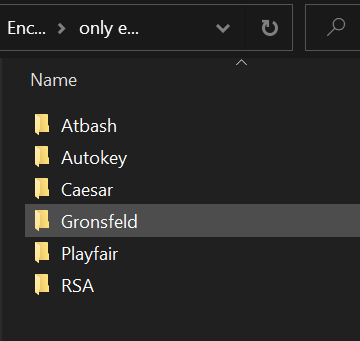 Enc... > only e...
Name
Atbash
Autokey
Caesar
Gronsfeld
Playfair
RSA